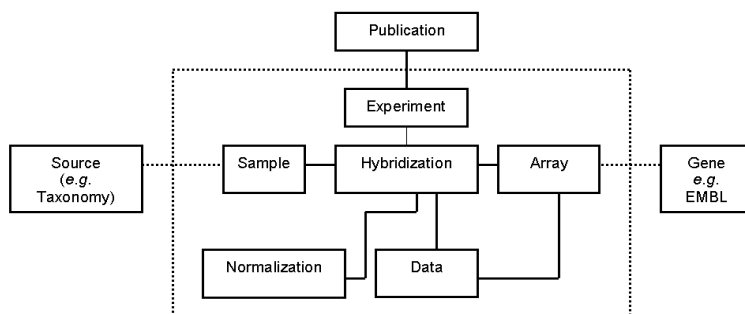 Publication
Experiment
Source
(e.g.
Taxonomy)
Sample
Hybridization
Array
Gene
e.g.
EMBL
Normalization
Data